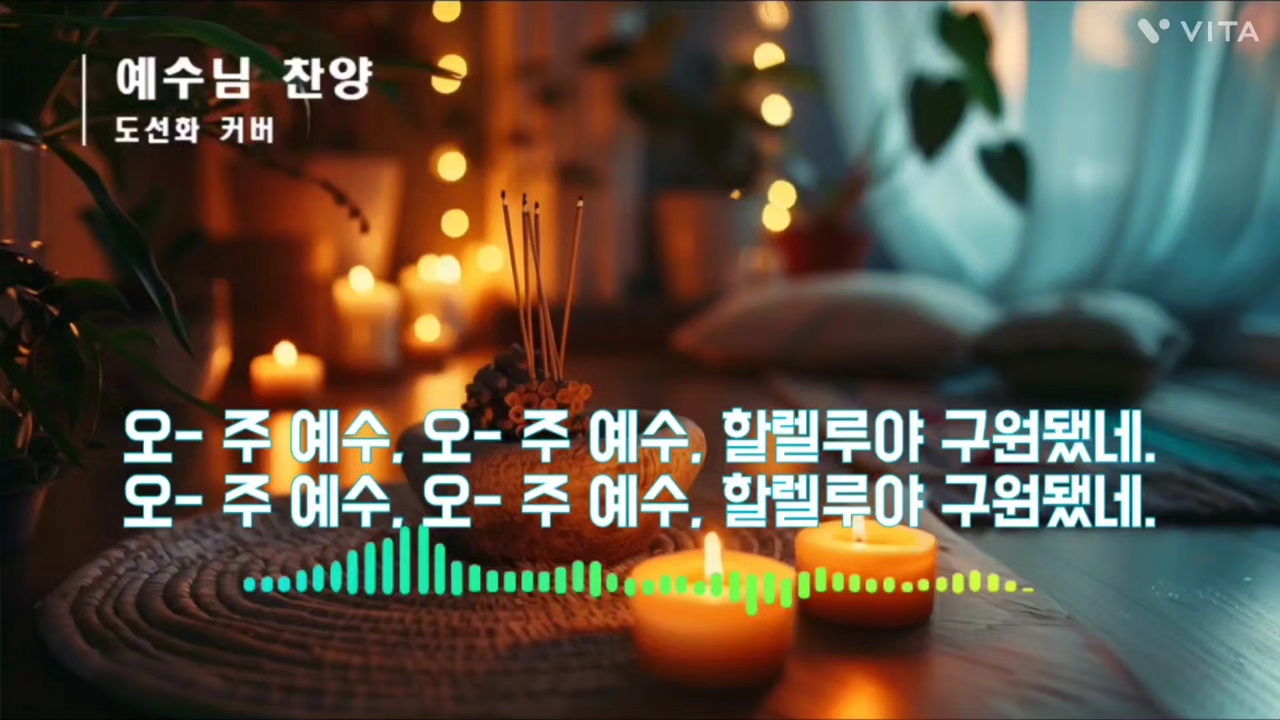 예수님 찬양
도선화 커버
VITA
오- 주 예수, 오- 주 예수, 할렐루야 구원됐네.
오- 주 예수, 오- 주 예수, 할렐루야 구원됐네.